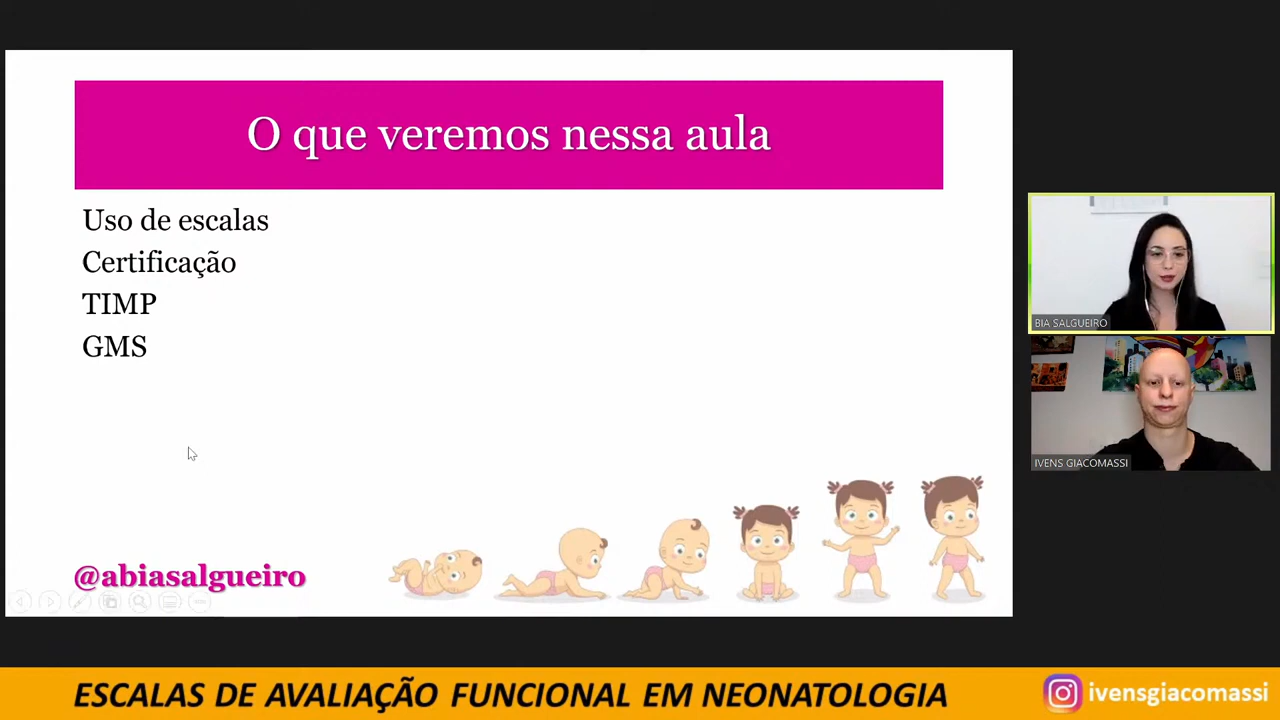 O que veremos nessa aula
Uso de escalas
Certificação
TIMP
GMS
@abiasalgueiro
BIA SALGUEIRO
IVENS GIACOMASSI
ESCALAS DE AVALIAÇÃO FUNCIONAL EM NEONATOLOGIA
ivensgiacomassi